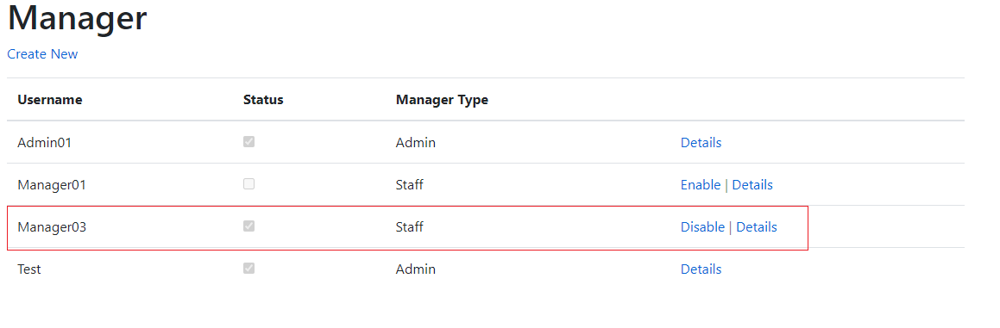 Manager
Create New
Username Status Manager Type
Admin01 Admin Details
Manager01 Staff Enable | Details
Manager03 Staff Disable | Details
Test Admin Details